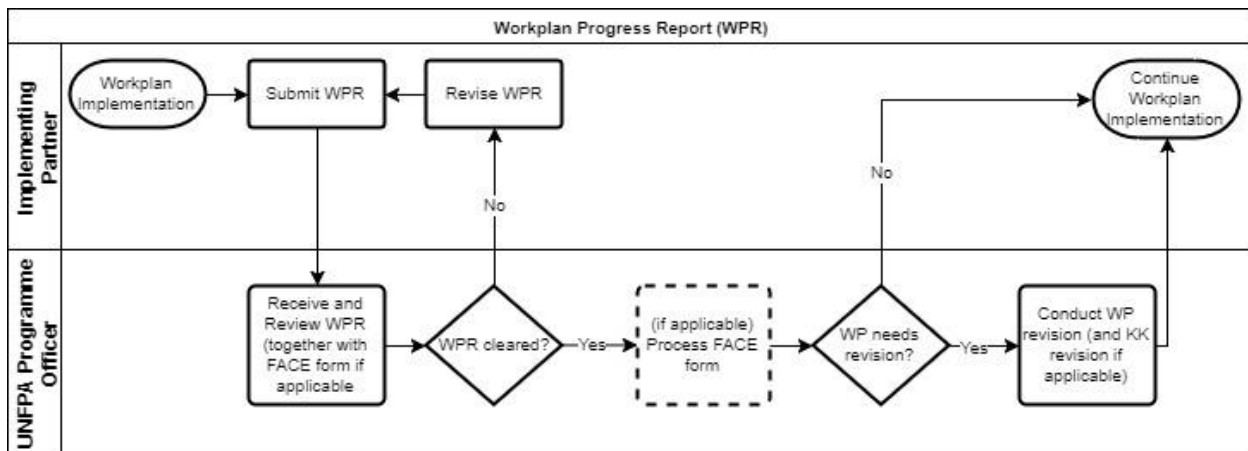 Workplan Progress Report (WPR)
Implementing
Partner
Workplan
Implementation
Submit WPR
Revise WPR
Continue
Workplan
Implementation
No
No
UNFPA Programme
Officer
Receive and
Review WPR
(together with
FACE form if
applicable
WPR cleared?
Yes
(if applicable)
Process FACE
form
WP needs
revision?
Yes
Conduct WP
revision (and KK
revision if
applicable)